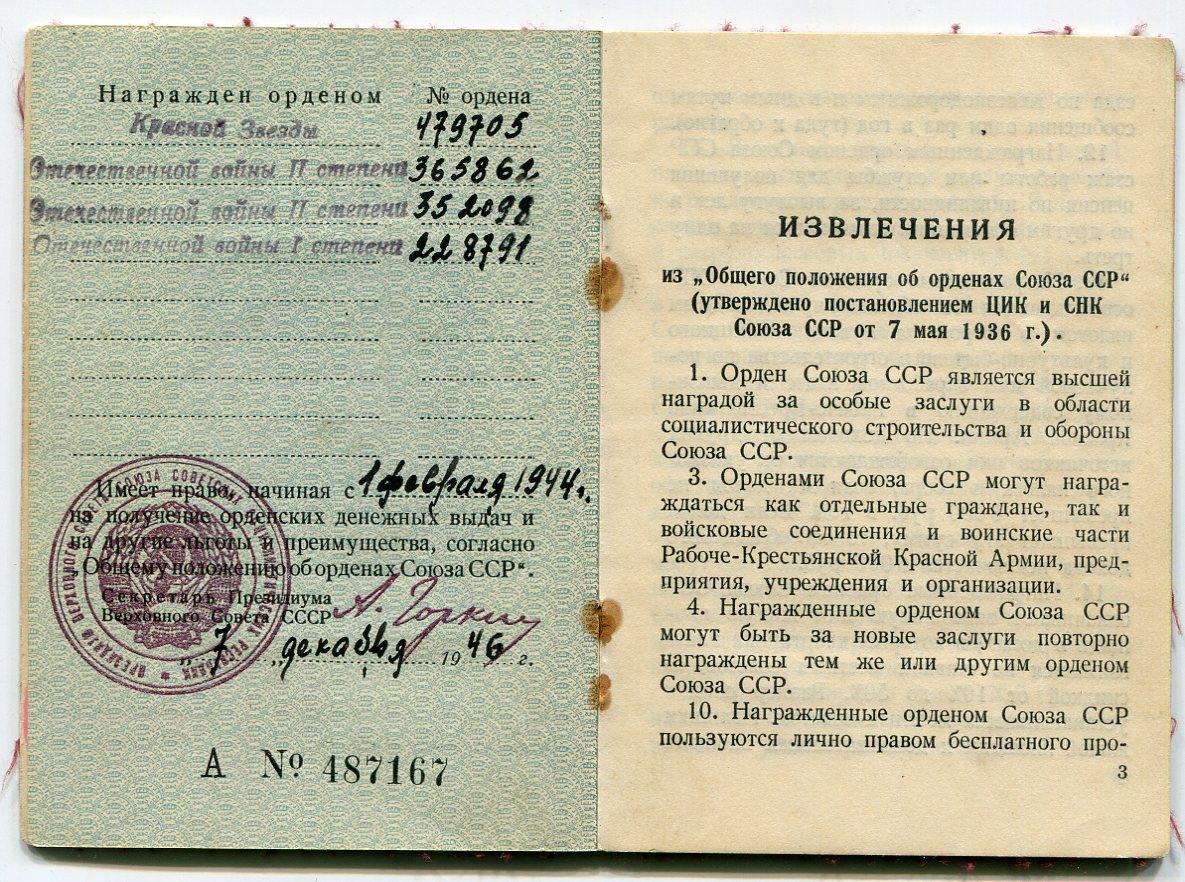 Награжден орденом № ордена
Красной Звезды 479705
Отечественной войны II степени 365862
Отечественной войны II степени 352098
Отечественной войны I степени 228791
Имеет право, начиная с 1 февраля 1944 г.
на получение орденских денежных выдач и
на другие льготы и преимущества, согласно
„Общему положению об орденах Союза ССР“.
Секретарь Президиума
Верховного Совета СССР А. Горкин
„7“ декабря 1946 г.
А № 487167
ИЗВЛЕЧЕНИЯ
из „Общего положения об орденах Союза ССР“
(утверждено постановлением ЦИК и СНК
Союза ССР от 7 мая 1936 г.).
1. Орден Союза ССР является высшей
наградой за особые заслуги в области
социалистического строительства и обороны
Союза ССР.
3. Орденами Союза ССР могут награ-
ждаться как отдельные граждане, так и
войсковые соединения и воинские части
Рабоче-Крестьянской Красной Армии, пред-
приятия, учреждения и организации.
4. Награжденные орденом Союза ССР
могут быть за новые заслуги повторно
награждены тем же или другим орденом
Союза ССР.
10. Награжденные орденом Союза ССР
пользуются лично правом бесплатного про-
3